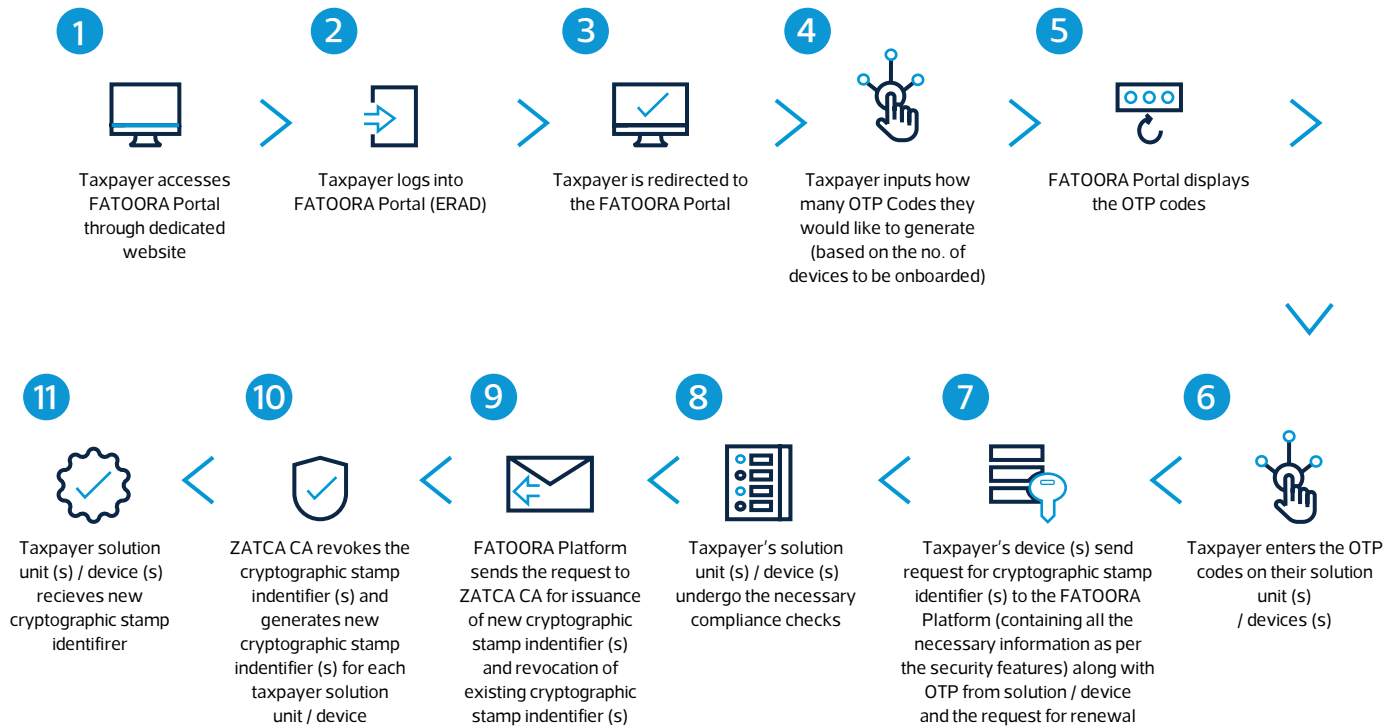 1
Taxpayer accesses
FATOORA Portal
through dedicated
website
2
Taxpayer logs into
FATOORA Portal (ERAD)
3
Taxpayer is redirected to
the FATOORA Portal
4
Taxpayer inputs how
many OTP Codes they
would like to generate
(based on the no. of
devices to be onboarded)
5
FATOORA Portal displays
the OTP codes
6
Taxpayer enters the OTP
codes on their solution
unit (s)
/ devices (s)
7
Taxpayer's device (s) send
request for cryptographic stamp
identifier (s) to the FATOORA
Platform (containing all the
necessary information as per
the security features) along with
OTP from solution / device
and the request for renewal
8
Taxpayer's solution
unit (s) / device (s)
undergo the necessary
compliance checks
9
FATOORA Platform
sends the request to
ZATCA CA for issuance
of new cryptographic
stamp indentifier (s)
and revocation of
existing cryptographic
stamp indentifier (s)
10
ZATCA CA revokes the
cryptographic stamp
indentifier (s) and
generates new
cryptographic stamp
indentifier (s) for each
taxpayer solution
unit / device
11
Taxpayer solution
unit (s) / device (s)
recieves new
cryptographic stamp
identifirer